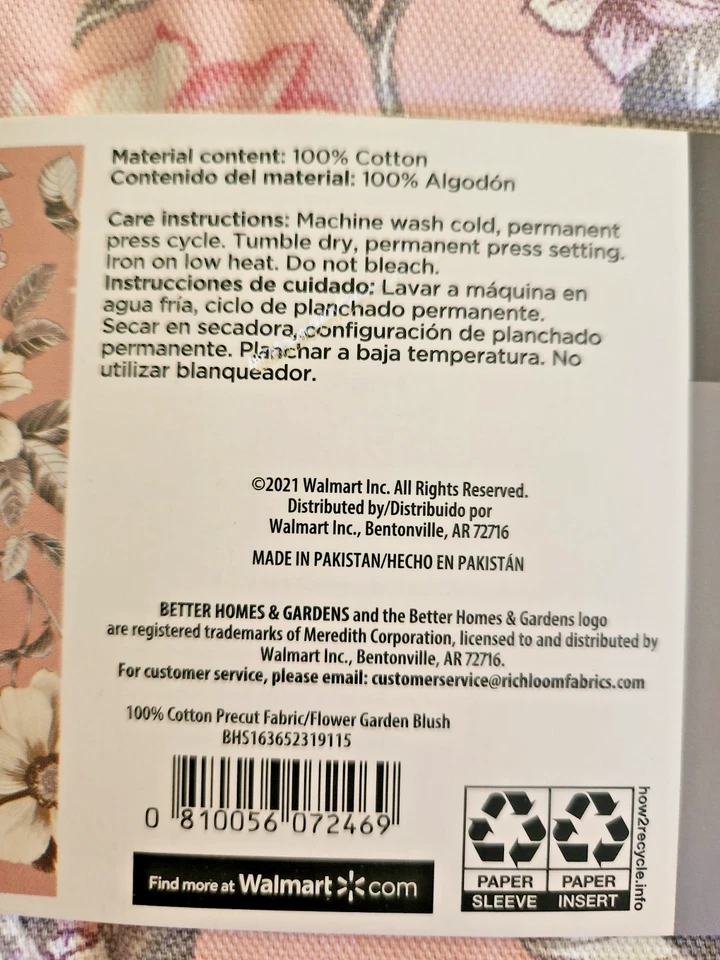 Material content: 100% Cotton
Contenido del material: 100% Algodón
Care instructions: Machine wash cold, permanent
press cycle. Tumble dry, permanent press setting.
Iron on low heat. Do not bleach.
Instrucciones de cuidado: Lavar a máquina en
agua fría, ciclo de planchado permanente.
Secar en secadora, configuración de planchado
permanente. Planchar a baja temperatura. No
utilizar blanqueador.
©2021 Walmart Inc. All Rights Reserved.
Distributed by/Distribuido por
Walmart Inc., Bentonville, AR 72716
MADE IN PAKISTAN/HECHO EN PAKISTÁN
BETTER HOMES & GARDENS and the Better Homes & Gardens logo
are registered trademarks of Meredith Corporation, licensed to and distributed by
Walmart Inc., Bentonville, AR 72716.
For customer service, please email: customerservice@richloomfabrics.com
100% Cotton Precut Fabric/Flower Garden Blush
BHS163652319115
0 810056 072469
Find more at Walmart.com
PAPER PAPER
SLEEVE INSERT
how2recycle.info